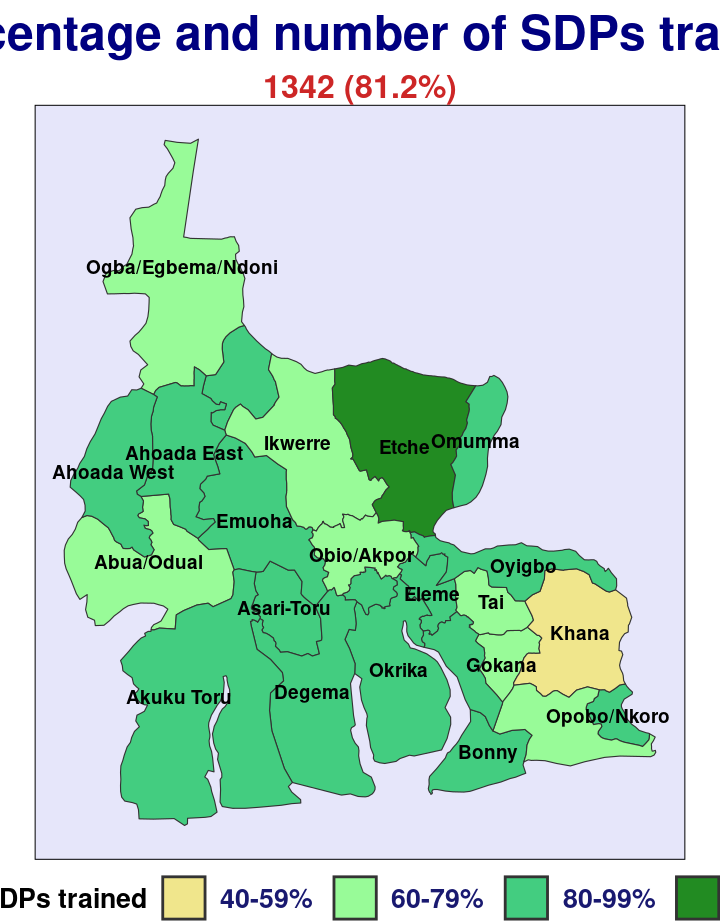 centage and number of SDPs tra
1342 (81.2%)
Ogba/Egbema/Ndoni
Ikwerre
Etche
Omumma
Ahoada East
Ahoada West
Emuoha
Obio/Akpor
Abua/Odual
Oyigbo
Eleme
Tai
Asari-Toru
Khana
Gokana
Okrika
Degema
Akuku Toru
Opobo/Nkoro
Bonny
DPs trained 40-59% 60-79% 80-99%